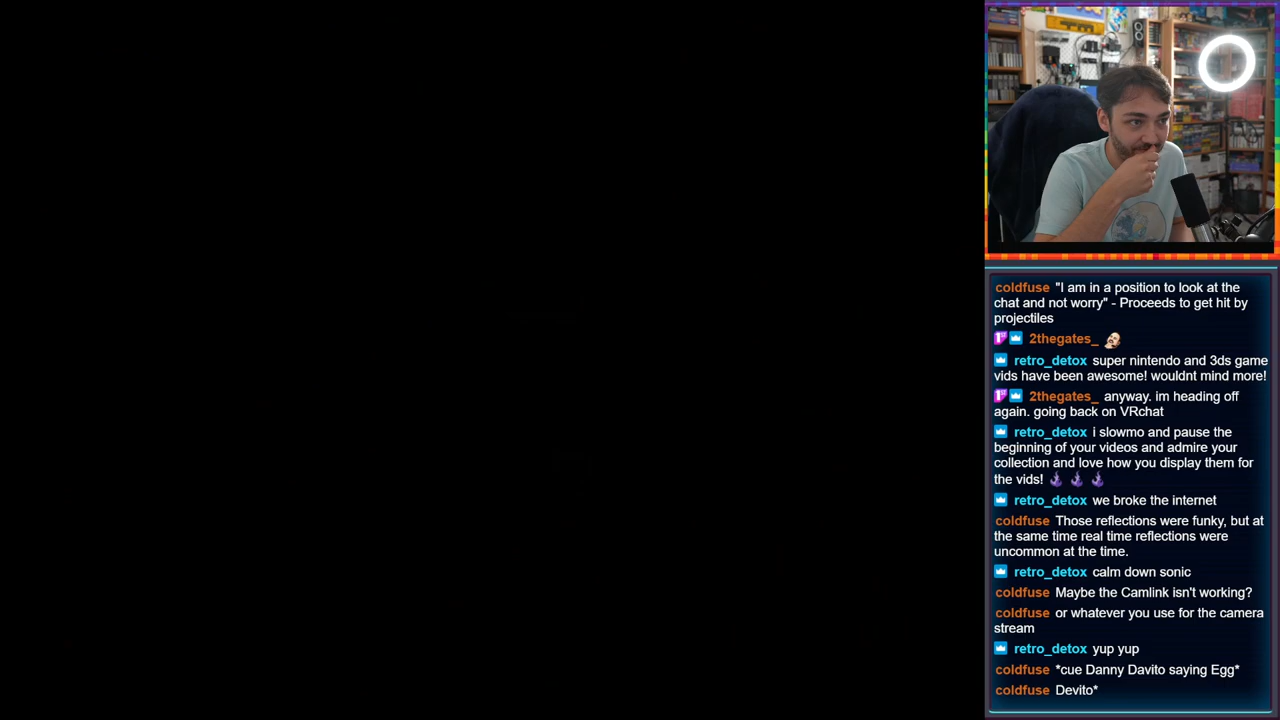 coldfuse "I am in a position to look at the
chat and not worry" - Proceeds to get hit by
projectiles
2thegates_
retro_detox super nintendo and 3ds game
vids have been awesome! wouldnt mind more!
2thegates_ anyway. im heading off
again. going back on VRchat
retro_detox i slowmo and pause the
beginning of your videos and admire your
collection and love how you display them for
the vids!
retro_detox we broke the internet
coldfuse Those reflections were funky, but at
the same time real time reflections were
uncommon at the time.
retro_detox calm down sonic
coldfuse Maybe the Camlink isn't working?
coldfuse or whatever you use for the camera
stream
retro_detox yup yup
coldfuse *cue Danny Davito saying Egg*
coldfuse Devito*